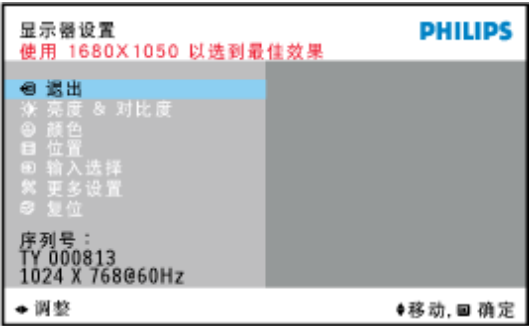 显示器设置
PHILIPS
使用 1680X1050 以选到最佳效果
退出
亮度 & 对比度
颜色
位置
输入选择
更多设置
复位
序列号：
TY 000813
1024 X 768@60Hz
调整
移动, 确定